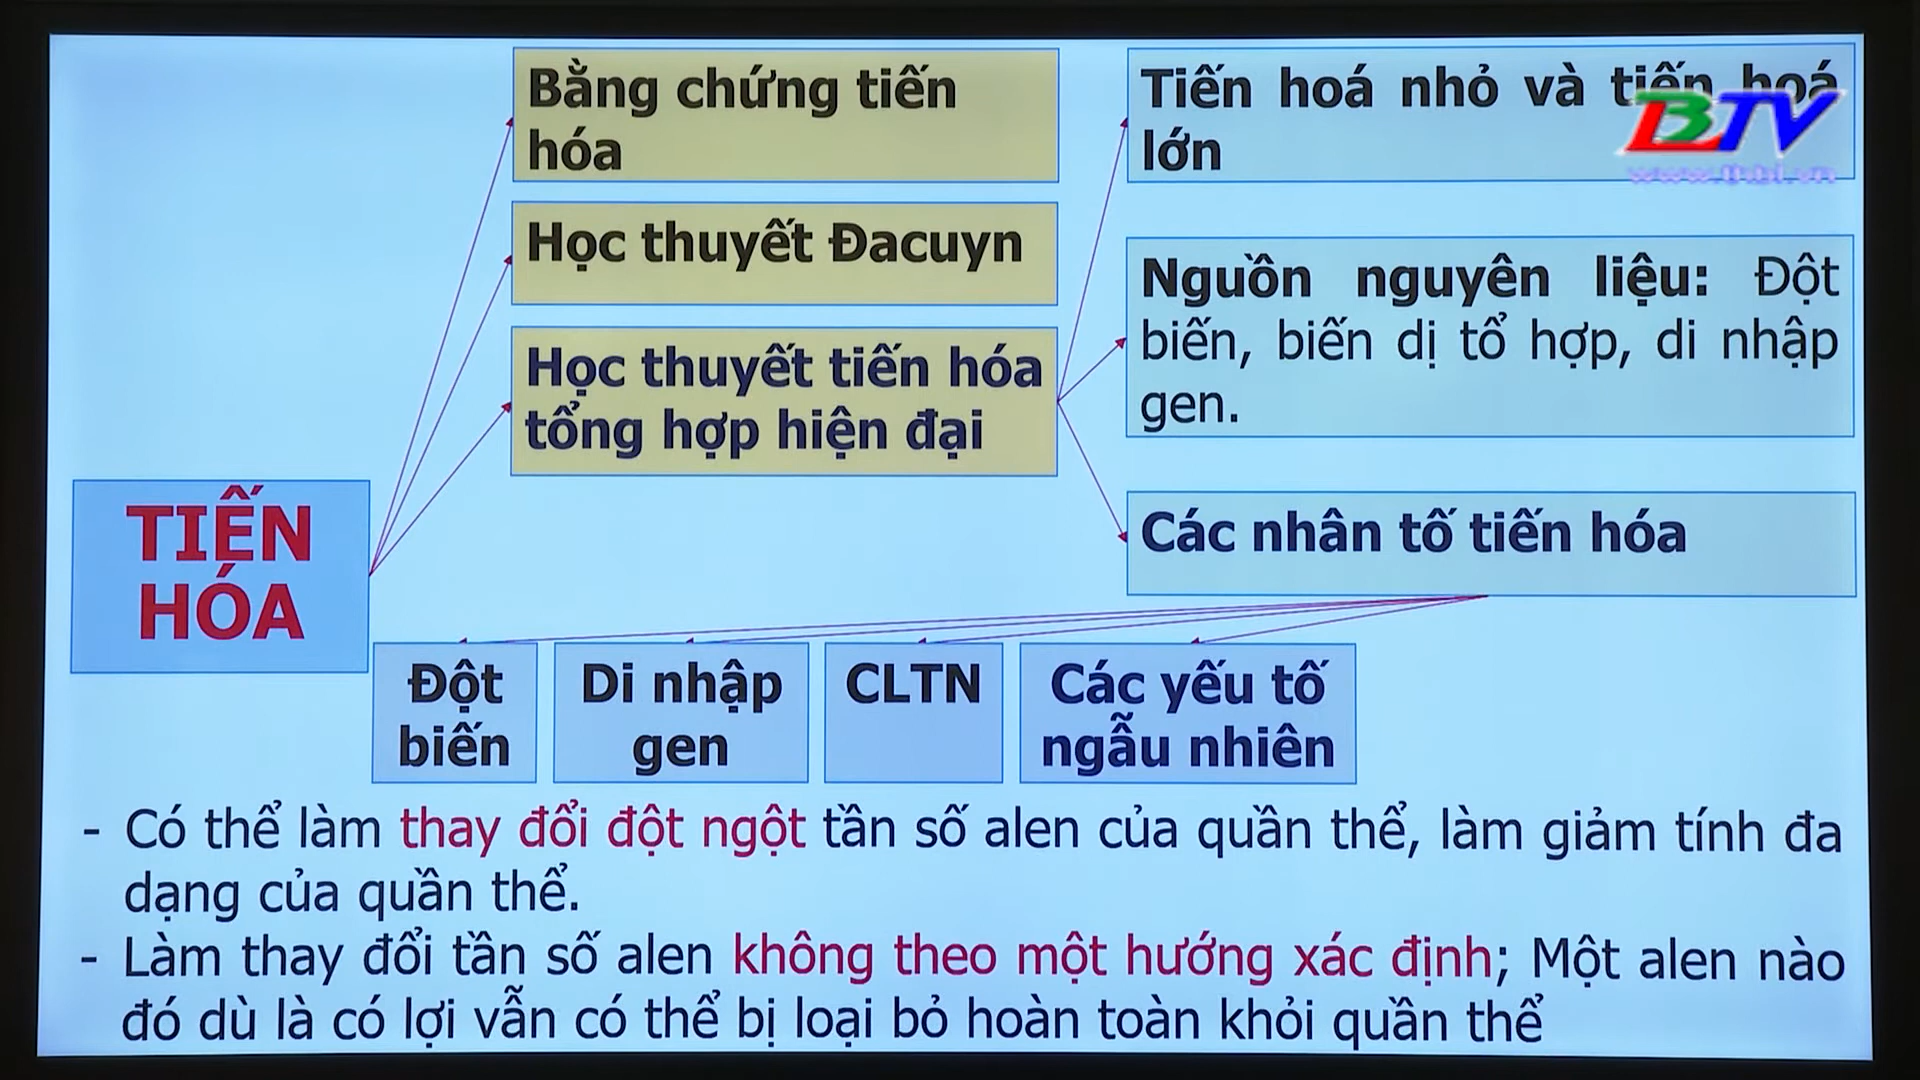 Bằng chứng tiến
hóa
Học thuyết Đacuyn
Học thuyết tiến hóa
tổng hợp hiện đại
Tiến hoá nhỏ và tiến hoá
lớn
BTV
Nguồn nguyên liệu: Đột
biến, biến dị tổ hợp, di nhập
gen.
Các nhân tố tiến hóa
TIẾN
HÓA
Đột
biến
Di nhập
gen
CLTN
Các yếu tố
ngẫu nhiên
- Có thể làm thay đổi đột ngột tần số alen của quần thể, làm giảm tính đa
dạng của quần thể.
- Làm thay đổi tần số alen không theo một hướng xác định; Một alen nào
đó dù là có lợi vẫn có thể bị loại bỏ hoàn toàn khỏi quần thể